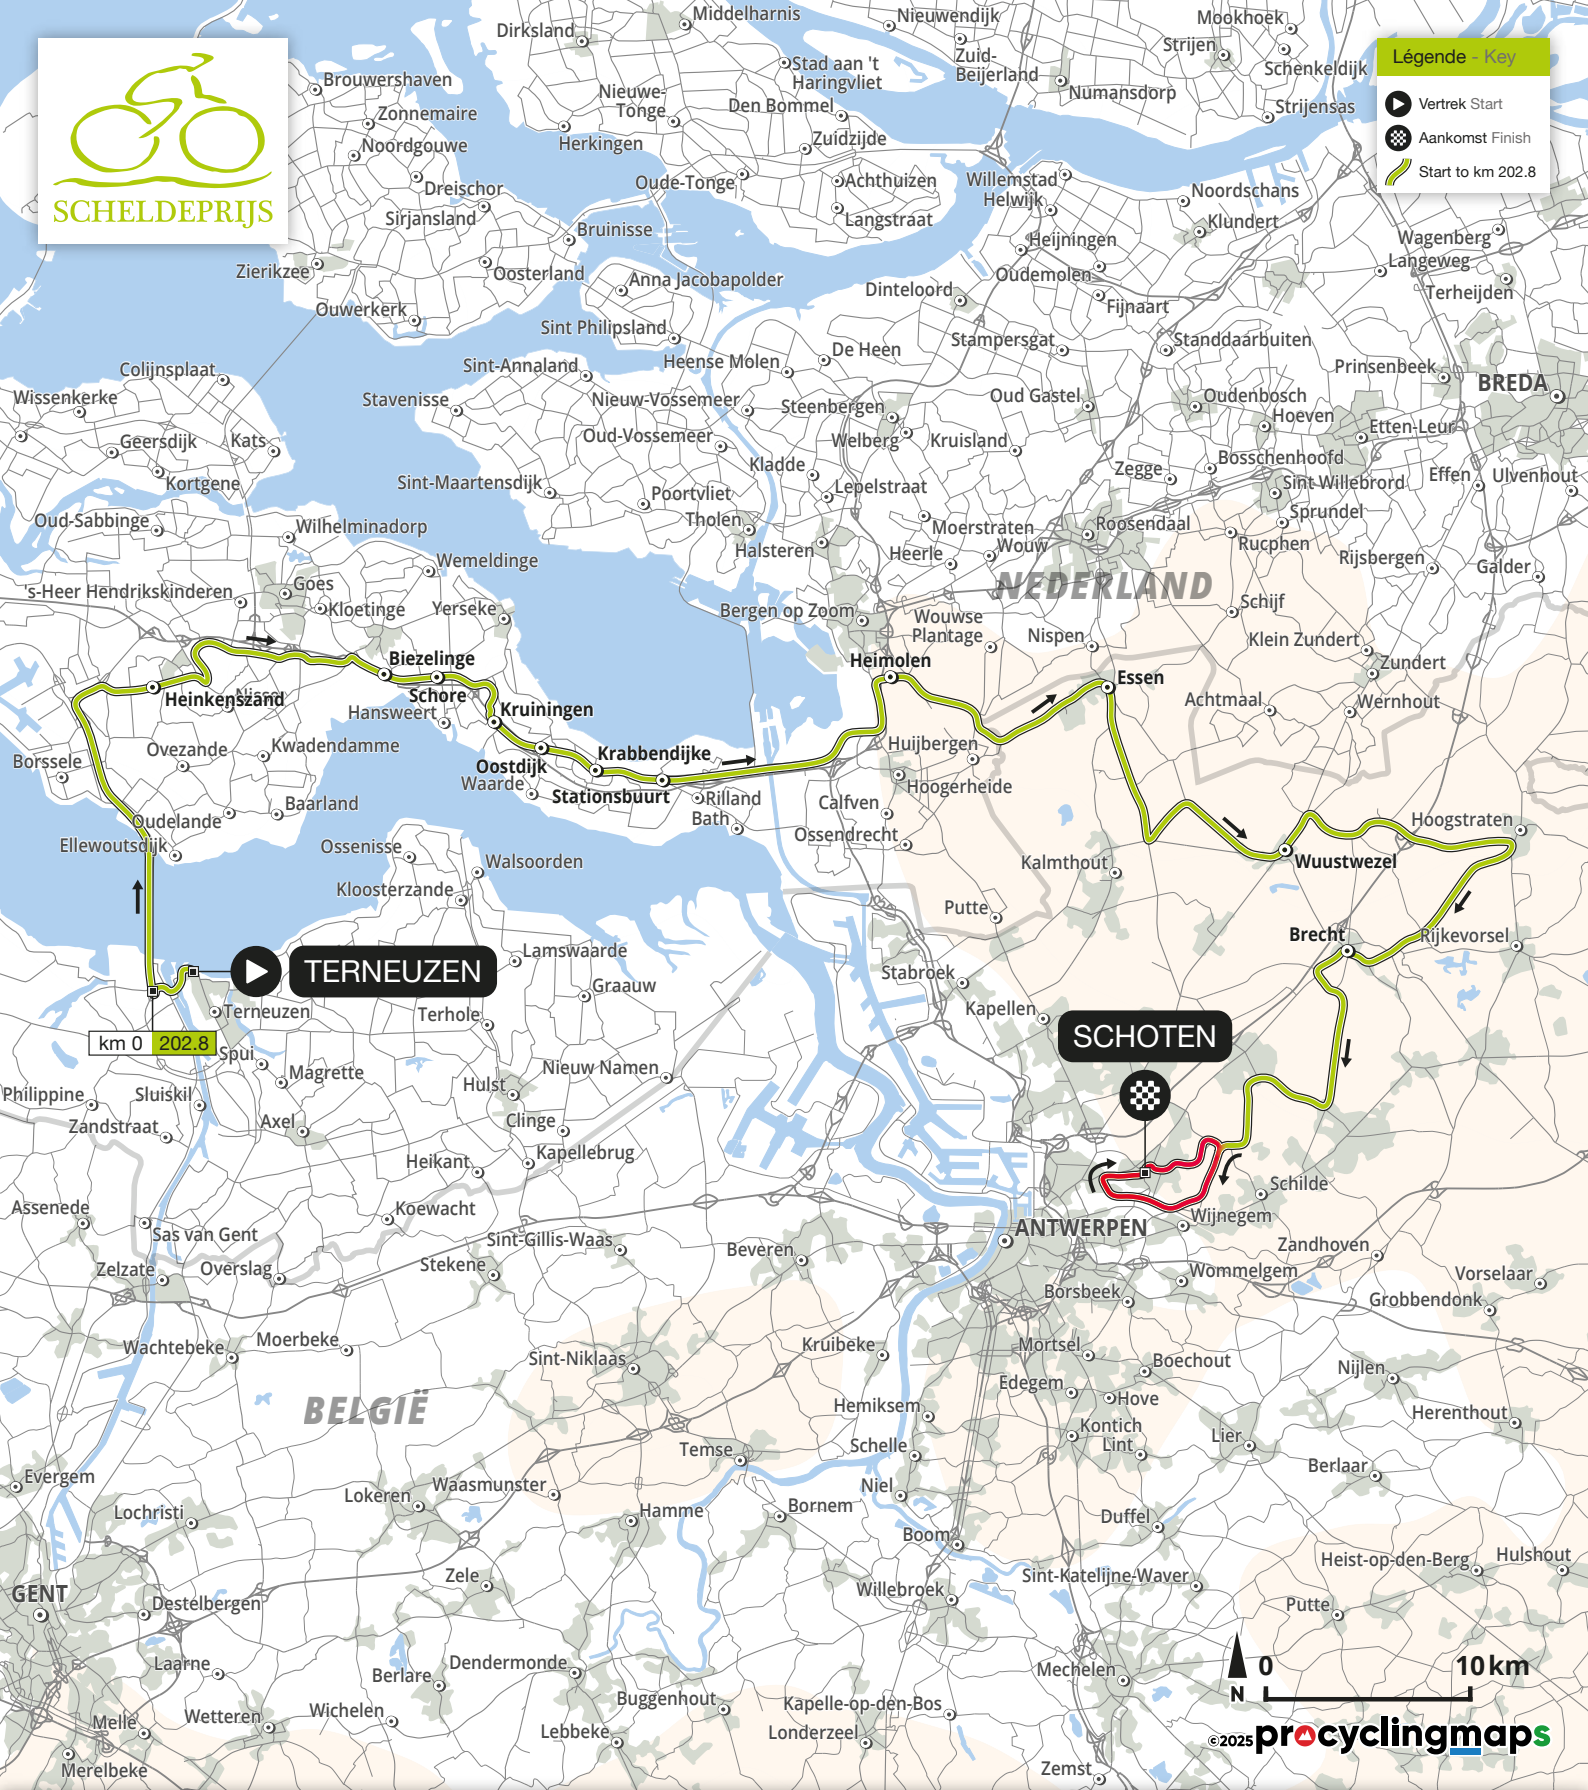 Middelharnis
Nieuwendijk
Mookhoek
Dirksland
Strijen
Zuid-
Beijerland
Stad aan 't
Haringvliet
Schenkeldijk
Légende - Key
Brouwershaven
Nieuwe-
Tonge
Den Bommel
Numansdorp
Strijensas
Vertrek Start
Zonnemaire
Aankomst Finish
Herkingen
Zuidzijde
Noordgouwe
Start to km 202.8
SCHELDEPRIJS
Dreischor
Oude-Tonge
Achthuizen
Willemstad
Helwijk
Noordschans
Sirjansland
Langstraat
Klundert
Bruinisse
Heijningen
Wagenberg
Langeweg
Zierikzee
Oosterland
Anna Jacobapolder
Oudemolen
Dinteloord
Terheijden
Ouwerkerk
Fijnaart
Sint Philipsland
Stampersgat
Standdaarbuiten
De Heen
Heense Molen
Sint-Annaland
Colijnsplaat
Prinsenbeek
BREDA
Wissenkerke
Stavenisse
Nieuw-Vossemeer
Steenbergen
Oud Gastel
Oudenbosch
Hoeven
Etten-Leur
Geersdijk
Kats
Oud-Vossemeer
Welberg
Kruisland
Kladde
Zegge
Bosschenhoofd
Effen
Ulvenhout
Kortgene
Sint-Maartensdijk
Poortvliet
Lepelstraat
Sint Willebrord
Oud-Sabbinge
Wilhelminadorp
Tholen
Moerstraten
Roosendaal
Sprundel
Halsteren
Heerle
Wouw
Rucphen
Rijsbergen
Galder
Wemeldinge
's-Heer Hendrikskinderen
Goes
NEDERLAND
Kloetinge
Yerseke
Bergen op Zoom
Wouwse
Plantage
Schijf
Nispen
Klein Zundert
Biezelinge
Heimolen
Zundert
Essen
Heinkenszand
Schore
Achtmaal
Wernhout
Hansweert
Kruiningen
Ovezande
Kwadendamme
Huijbergen
Borssele
Krabbendijke
Oostdijk
Waarde
Hoogerheide
Stationsbuurt
Rilland
Baarland
Calfven
Bath
Oudelande
Hoogstraten
Ossendrecht
Ellewoutsdijk
Ossenisse
Walsoorden
Kalmthout
Wuustwezel
Kloosterzande
Putte
Brecht
Rijkevorsel
Lamswaarde
TERNEUZEN
Stabroek
Graauw
Terneuzen
Terhole
Kapellen
SCHOTEN
km 0 202.8
Spui
Magrette
Nieuw Namen
Philippine
Sluiskil
Hulst
Zandstraat
Axel
Clinge
Kapellebrug
Heikant
Schilde
Assenede
Koewacht
Wijnegem
Sas van Gent
ANTWERPEN
Sint-Gillis-Waas
Beveren
Zandhoven
Zelzate
Overslag
Stekene
Wommelgem
Vorselaar
Borsbeek
Grobbendonk
Wachtebeke
Moerbeke
Kruibeke
Mortsel
Sint-Niklaas
Boechout
Nijlen
Edegem
Hove
BELGIË
Hemiksem
Kontich
Lint
Herenthout
Temse
Schelle
Lier
Evergem
Waasmunster
Niel
Berlaar
Lokeren
Lochristi
Hamme
Bornem
Duffel
Boom
Heist-op-den-Berg
Hulshout
Zele
Sint-Katelijne-Waver
GENT
Destelbergen
Willebroek
Putte
Laarne
Berlare
Dendermonde
Mechelen
0
10 km
N
Buggenhout
Kapelle-op-den-Bos
Wichelen
Wetteren
Melle
Lebbeke
Londerzeel
©2025 procyclingmaps
Merelbeke
Zemst